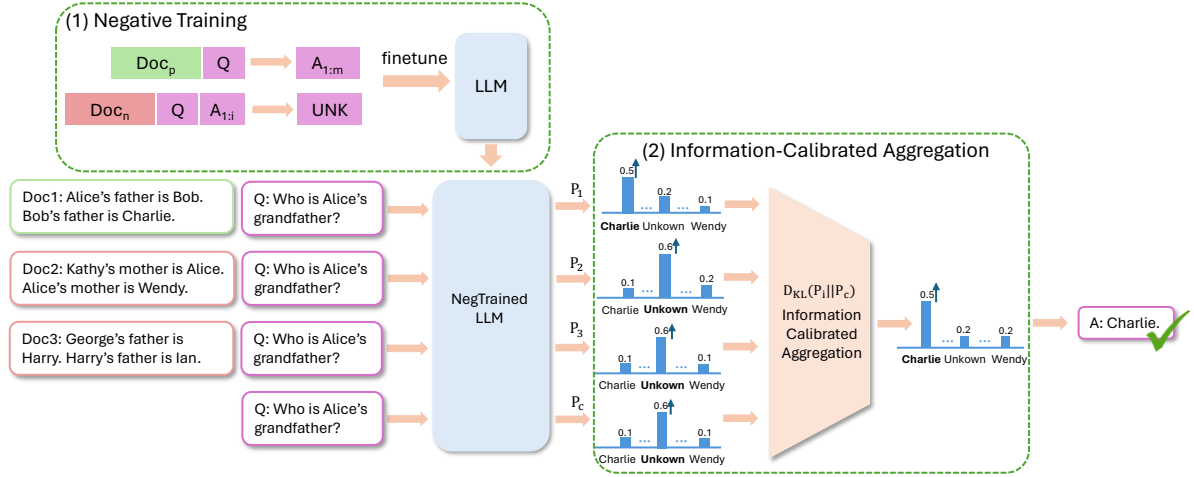 (1) Negative Training
Doc_p Q A_1:m
finetune
LLM
Doc_n Q A_1:i UNK
(2) Information-Calibrated Aggregation
Doc1: Alice's father is Bob.
Bob's father is Charlie.
Q: Who is Alice's
grandfather?
Doc2: Kathy's mother is Alice.
Alice's mother is Wendy.
Q: Who is Alice's
grandfather?
Doc3: George's father is
Harry. Harry's father is Ian.
Q: Who is Alice's
grandfather?
Q: Who is Alice's
grandfather?
NegTrained
LLM
P_1
0.5 ... 0.2 ... 0.1
Charlie Unkown Wendy
P_2
0.1 ... 0.6 ... 0.2
Charlie Unkown Wendy
P_3
0.1 ... 0.6 ... 0.1
Charlie Unkown Wendy
P_c
0.1 ... 0.6 ... 0.1
Charlie Unkown Wendy
D_KL(P_i||P_c)
Information
Calibrated
Aggregation
0.5 ... 0.2 ... 0.2
Charlie Unkown Wendy
A: Charlie.